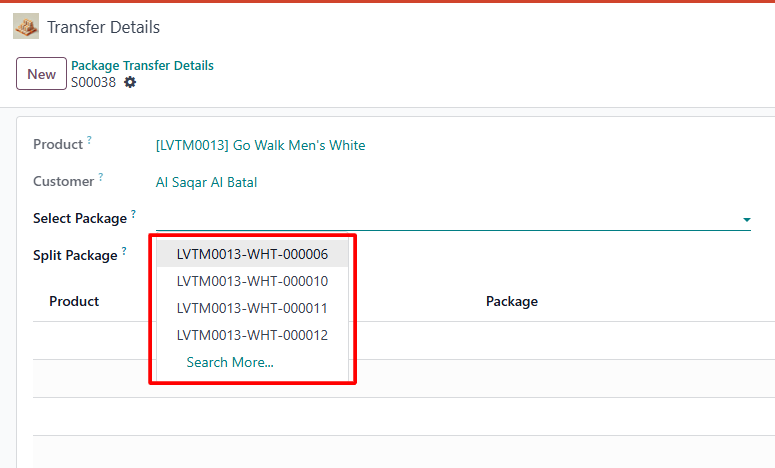 Transfer Details
New
Package Transfer Details
S00038
Product ?
[LVTM0013] Go Walk Men's White
Customer ?
Al Saqar Al Batal
Select Package ?
Split Package ?
LVTM0013-WHT-000006
LVTM0013-WHT-000010
LVTM0013-WHT-000011
LVTM0013-WHT-000012
Search More...
Product
Package